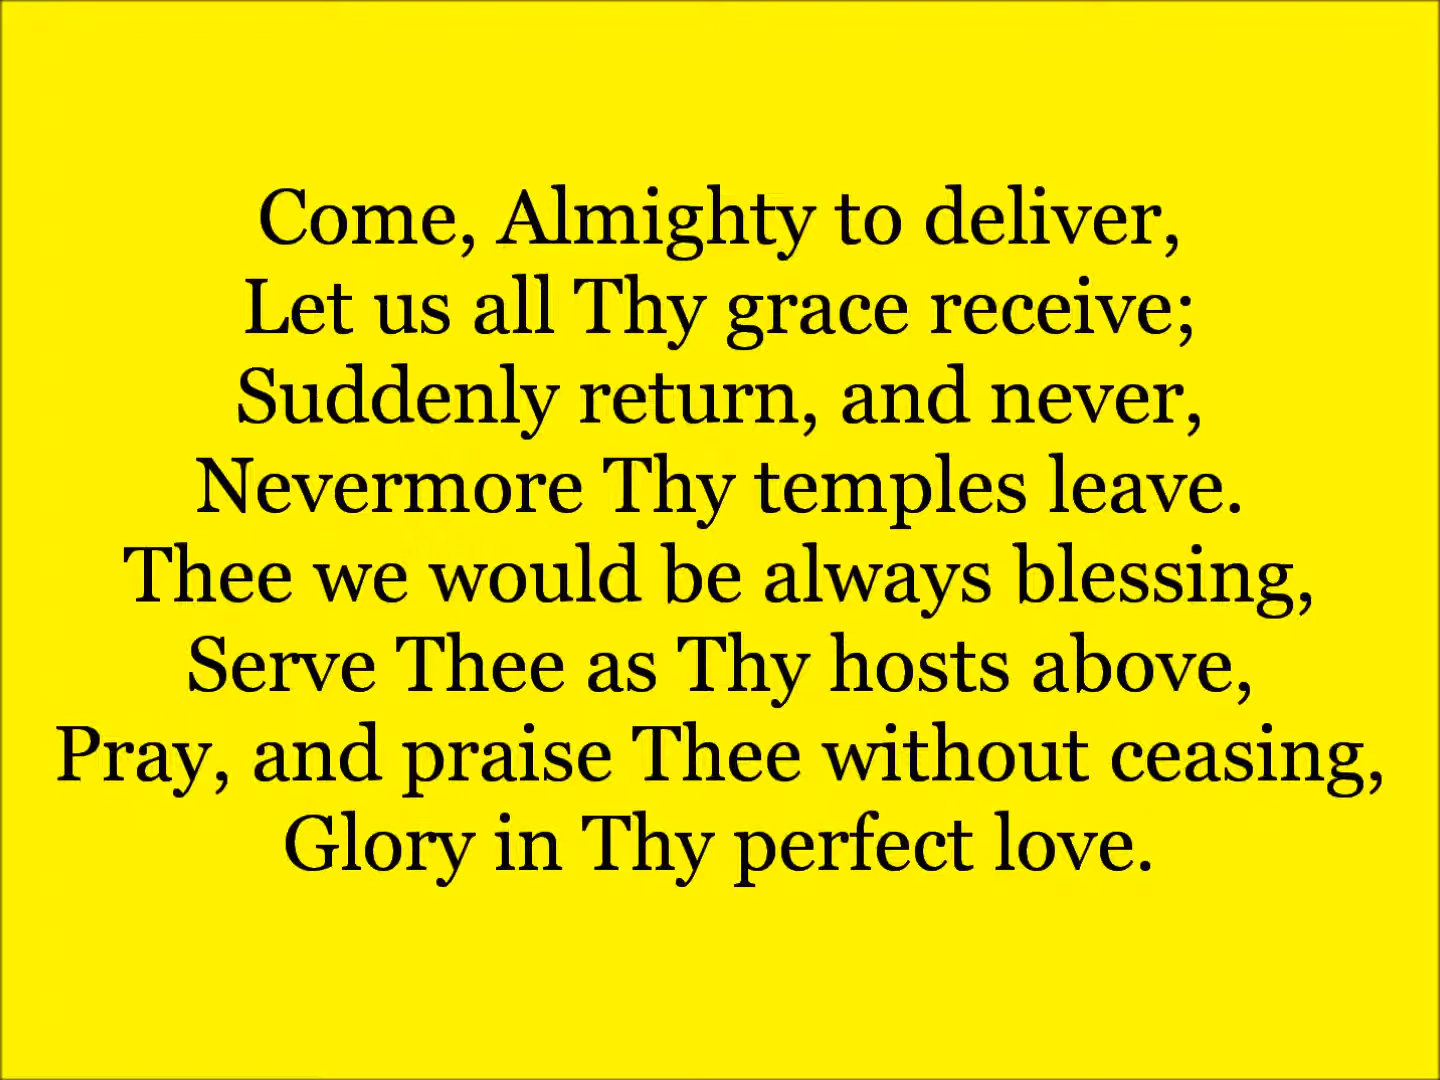 Come, Almighty to deliver,
Let us all Thy grace receive;
Suddenly return, and never,
Nevermore Thy temples leave.
Thee we would be always blessing,
Serve Thee as Thy hosts above,
Pray, and praise Thee without ceasing,
Glory in Thy perfect love.